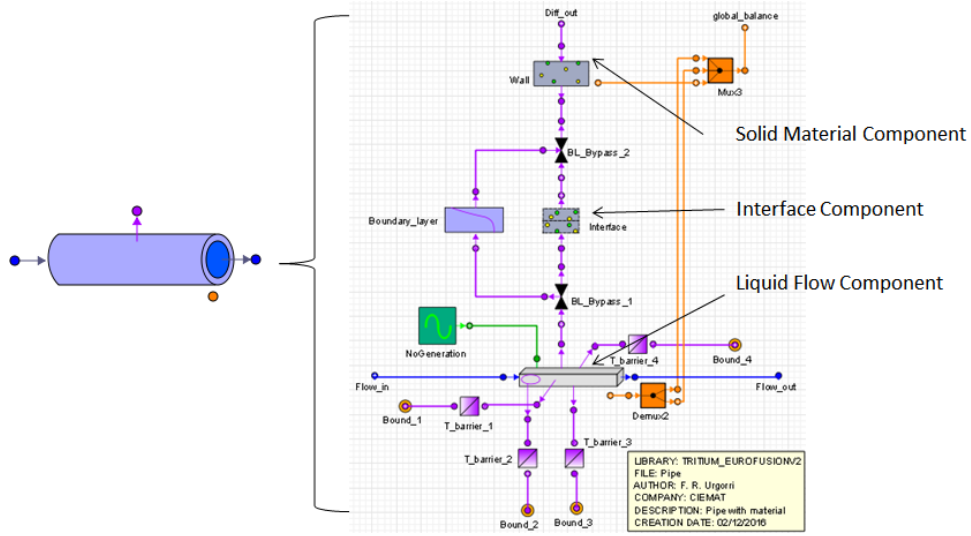 Diff_out
global_balance
Wall
Mux3
Solid Material Component
BL_Bypass_2
Boundary_layer
Interface
Interface Component
Liquid Flow Component
BL_Bypass_1
NoGeneration
T_barrier_4
Bound_4
Flow_in
Flow_out
Bound_1
T_barrier_1
Demux2
T_barrier_2
T_barrier_3
Bound_2
Bound_3
LIBRARY: TRITIUM_EUROFUSIONV2
FILE: Pipe
AUTHOR: F. R. Urgorri
COMPANY: CIEMAT
DESCRIPTION: Pipe with material
CREATION DATE: 02/12/2016